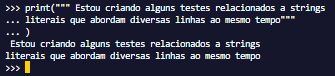 >>> print(""" Estou criando alguns testes relacionados a strings
... literais que abordam diversas linhas ao mesmo tempo"""
... )
 Estou criando alguns testes relacionados a strings
literais que abordam diversas linhas ao mesmo tempo
>>>